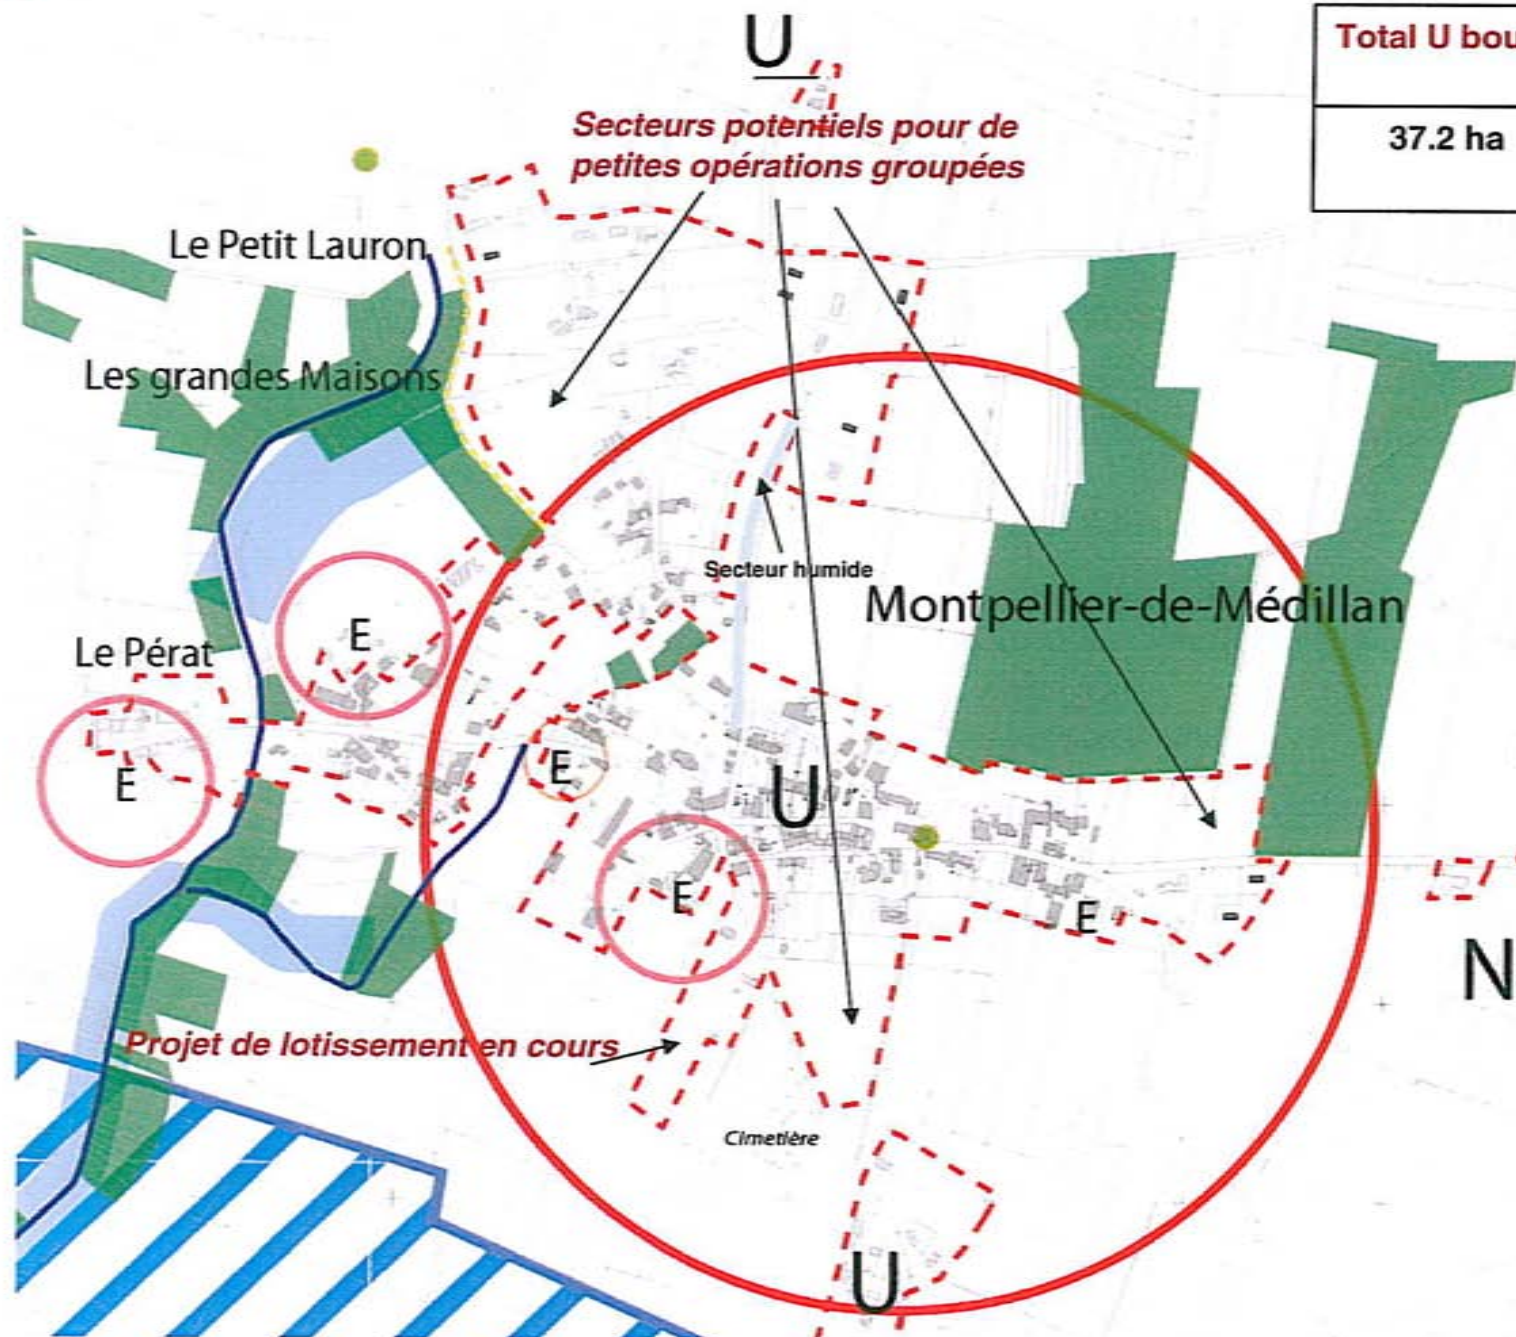 U
Total U bou
37.2 ha
Secteurs potentiels pour de
petites opérations groupées
Le Petit Lauron
Les grandes Maisons
Secteur humide
Montpellier-de-Médillan
E
Le Pérat
E
E
U
E
E
N
Projet de lotissement en cours
Cimetière
U